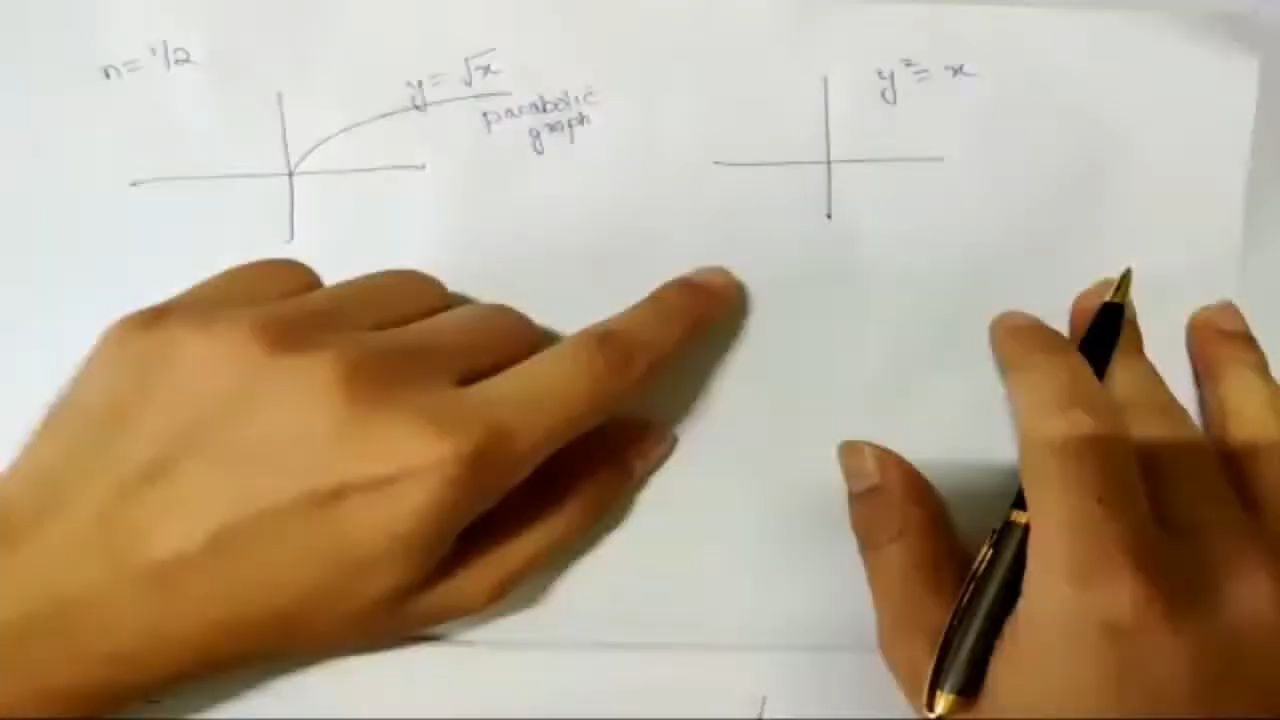 n = 1/2
y = √x
parabolic
graph
y² = x